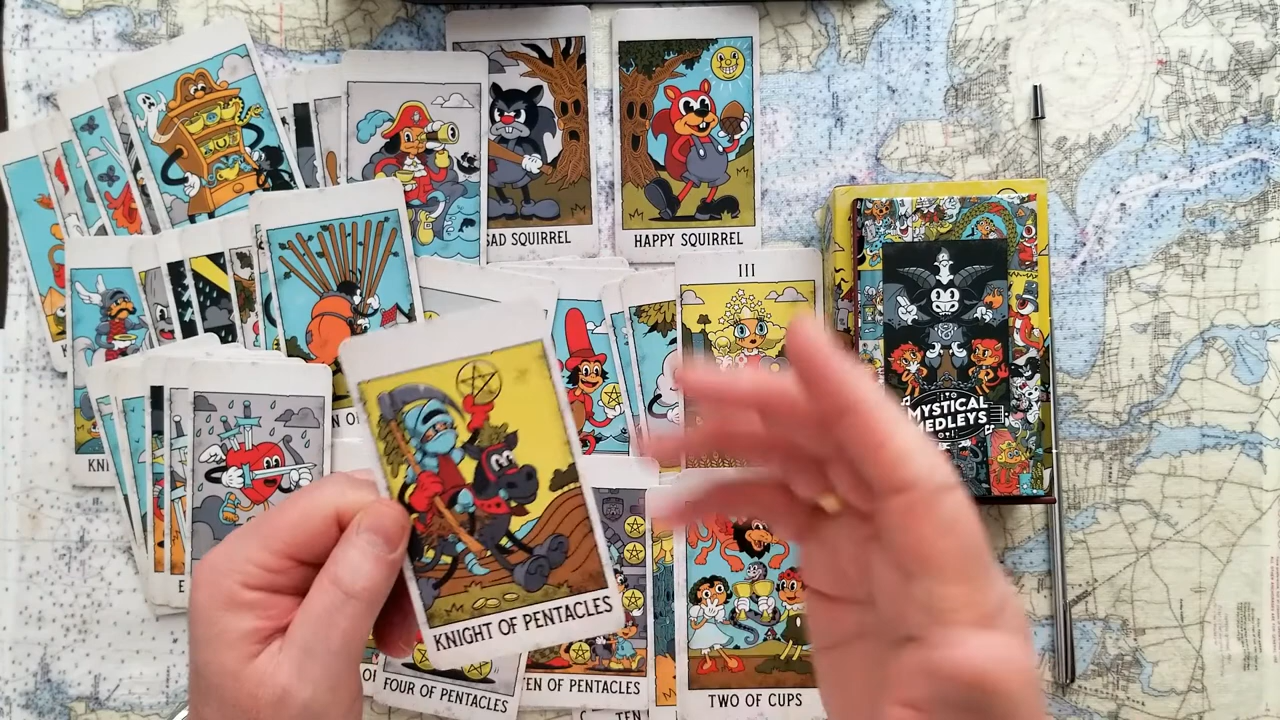 SAD SQUIRREL
HAPPY SQUIRREL
III
MYSTICAL
MEDLEYS
KNIGHT OF PENTACLES
FOUR OF PENTACLES
TEN OF PENTACLES
TWO OF CUPS
TEN